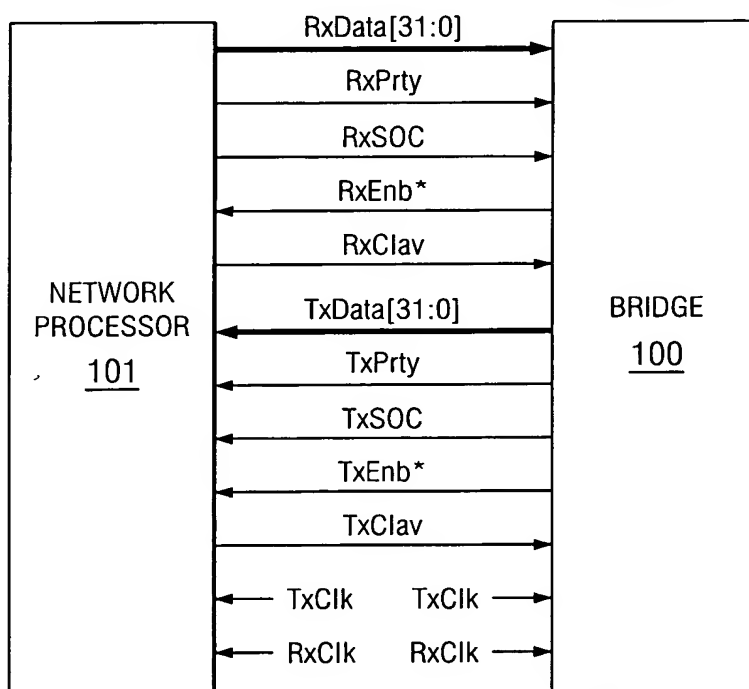 RxData[31:0]
RxPrty
RxSOC
RxEnb*
RxClav
NETWORK
PROCESSOR
101
TxData[31:0]
TxPrty
TxSOC
TxEnb*
TxClav
TxClk TxClk
RxClk RxClk
BRIDGE
100